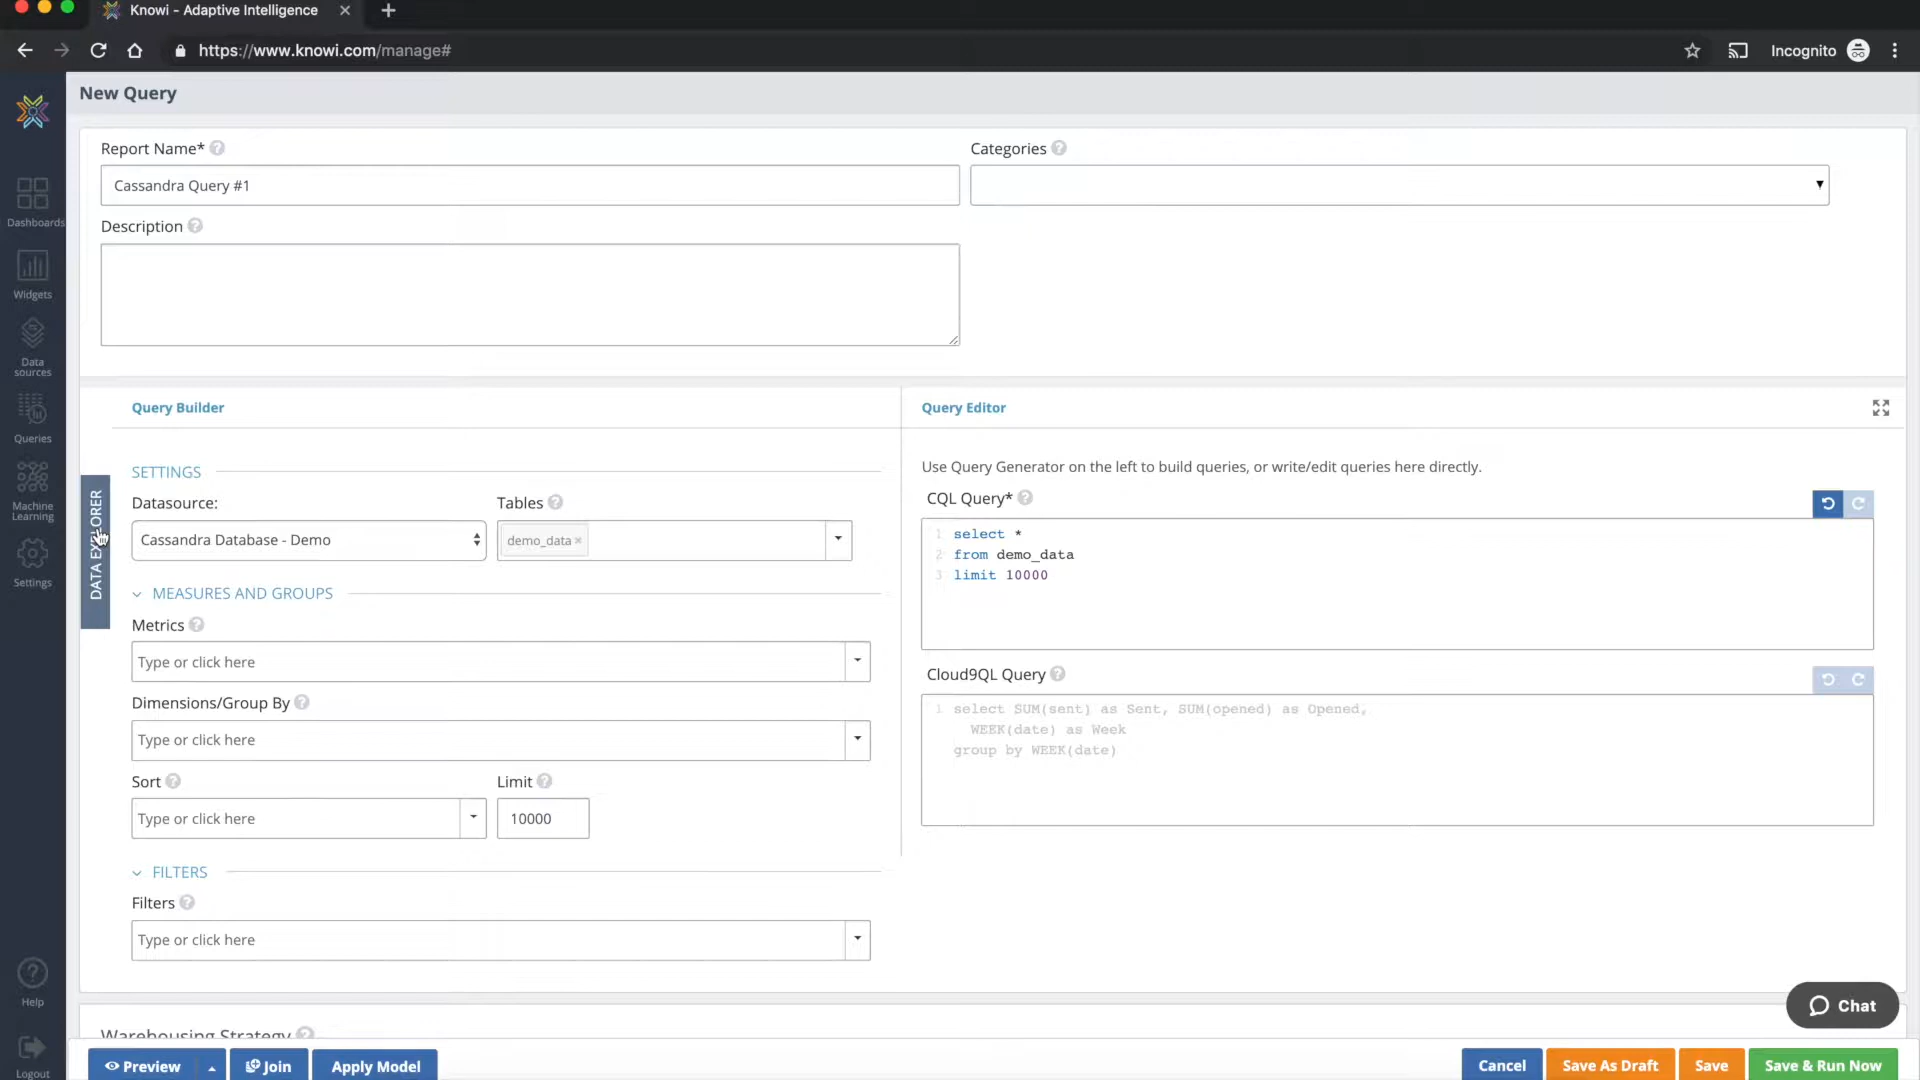 Knowi - Adaptive Intelligence
https://www.knowi.com/manage#
Incognito
New Query
Dashboards
Widgets
Data
sources
Queries
Machine
Learning
Settings
Help
Logout
Report Name*
Cassandra Query #1
Categories
Description
Query Builder
DATA EXPLORER
SETTINGS
Datasource:
Cassandra Database - Demo
Tables
demo_data ×
MEASURES AND GROUPS
Metrics
Type or click here
Dimensions/Group By
Type or click here
Sort
Type or click here
Limit
10000
FILTERS
Filters
Type or click here
Query Editor
Use Query Generator on the left to build queries, or write/edit queries here directly.
CQL Query*
1 select *
2 from demo_data
3 limit 10000
Cloud9QL Query
1 select SUM(sent) as Sent, SUM(opened) as Opened,
WEEK(date) as Week
group by WEEK(date)
Warehousing Strategy
Chat
Preview
Join
Apply Model
Cancel
Save As Draft
Save
Save & Run Now